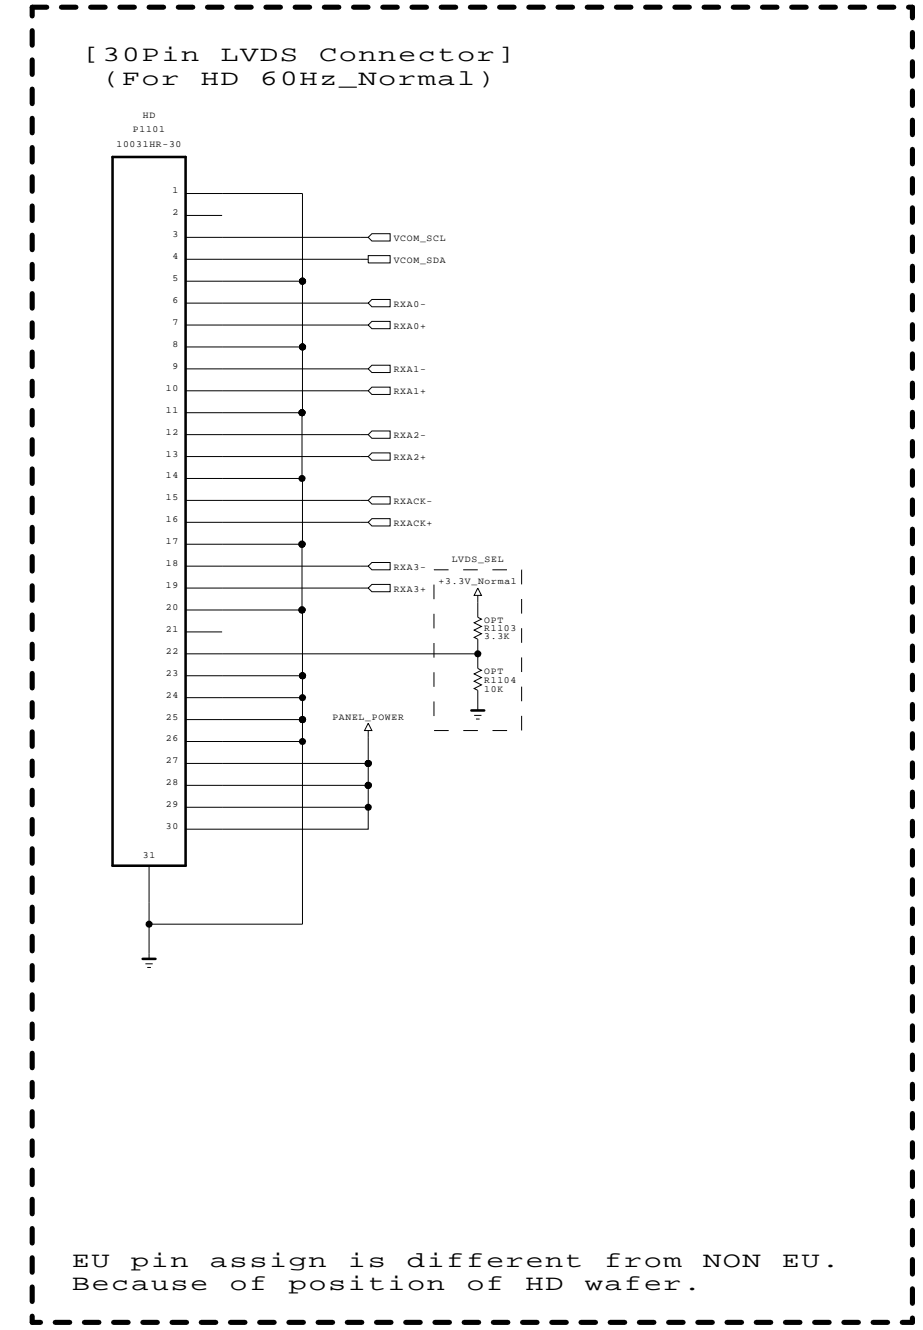 [30Pin LVDS Connector]
(For HD 60Hz_Normal)
HD
P1101
10031HR-30
1
2
3
VCOM_SCL
4
VCOM_SDA
5
6
RXA0-
7
RXA0+
8
9
RXA1-
10
RXA1+
11
12
RXA2-
13
RXA2+
14
15
RXACK-
16
RXACK+
17
LVDS_SEL
18
RXA3-
+3.3V_Normal
19
RXA3+
20
OPT
R1103
3.3K
21
22
23
OPT
R1104
10K
24
25
PANEL_POWER
26
27
28
29
30
31
EU pin assign is different from NON EU.
Because of position of HD wafer.